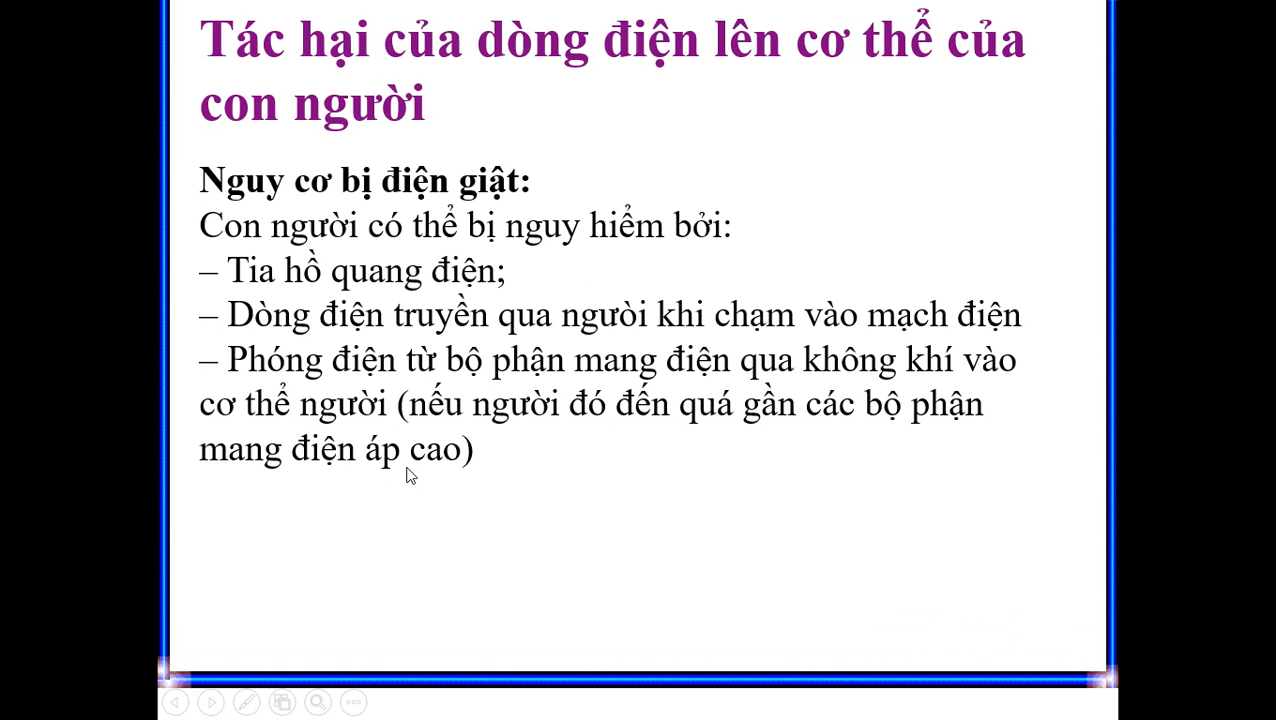 Tác hại của dòng điện lên cơ thể của
con người
Nguy cơ bị điện giật:
Con người có thể bị nguy hiểm bởi:
– Tia hồ quang điện;
– Dòng điện truyền qua ngưòi khi chạm vào mạch điện
– Phóng điện từ bộ phận mang điện qua không khí vào
cơ thể người (nếu người đó đến quá gần các bộ phận
mang điện áp cao)